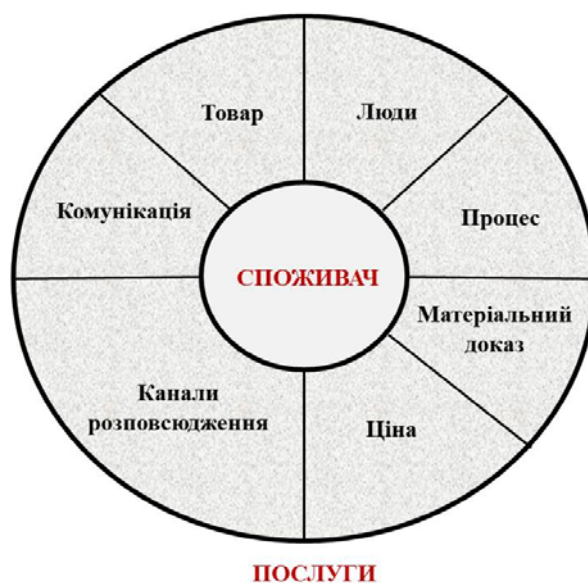 Товар
Люди
Комунікація
Процес
СПОЖИВАЧ
Матеріальний
доказ
Канали
розповсюдження
Ціна
ПОСЛУГИ